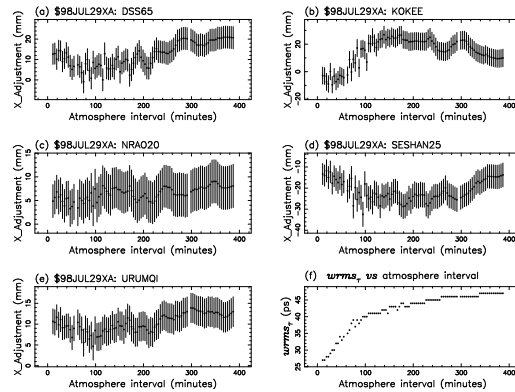 (a) $98JUL29XA: DSS65
X_Adjustment (mm)
0 10 20
0 100 200 300 400
Atmosphere interval (minutes)
(b) $98JUL29XA: KOKEE
X_Adjustment (mm)
-20 -10 0 10 20 30
0 100 200 300 400
Atmosphere interval (minutes)
(c) $98JUL29XA: NRAO20
X_Adjustment (mm)
0 5 10 15
0 100 200 300 400
Atmosphere interval (minutes)
(d) $98JUL29XA: SESHAN25
X_Adjustment (mm)
-40 -30 -20 -10
0 100 200 300 400
Atmosphere interval (minutes)
(e) $98JUL29XA: URUMQI
X_Adjustment (mm)
0 5 10 15
0 100 200 300 400
Atmosphere interval (minutes)
(f) wrms_τ vs atmosphere interval
wrms_τ (ps)
25 30 35 40 45
0 100 200 300 400
Atmosphere interval (minutes)